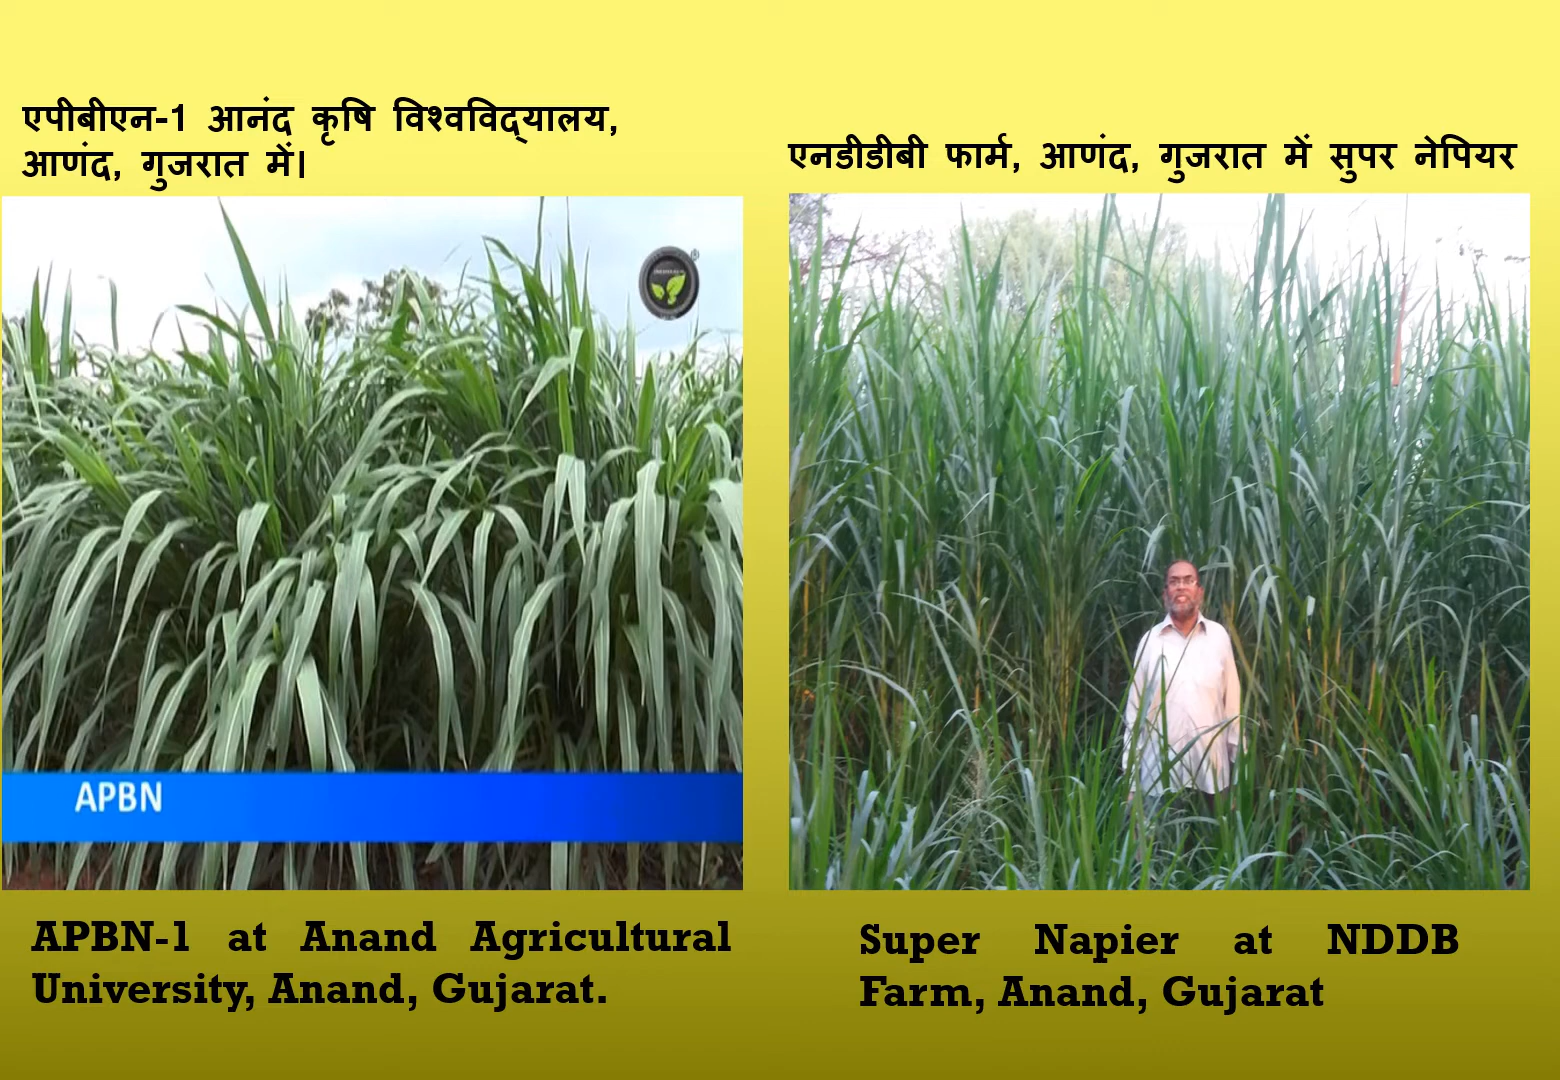 एपीबीएन-1 आनंद कृषि विश्वविद्यालय,
आणंद, गुजरात में।
एनडीडीबी फार्म, आणंद, गुजरात में सुपर नेपियर
APBN
APBN-1 at Anand Agricultural
University, Anand, Gujarat.
Super Napier at NDDB
Farm, Anand, Gujarat